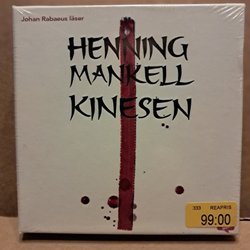 Johan Rabaeus läser
HENNING
MANKELL
KINESEN
333 REAPRIS
99:00